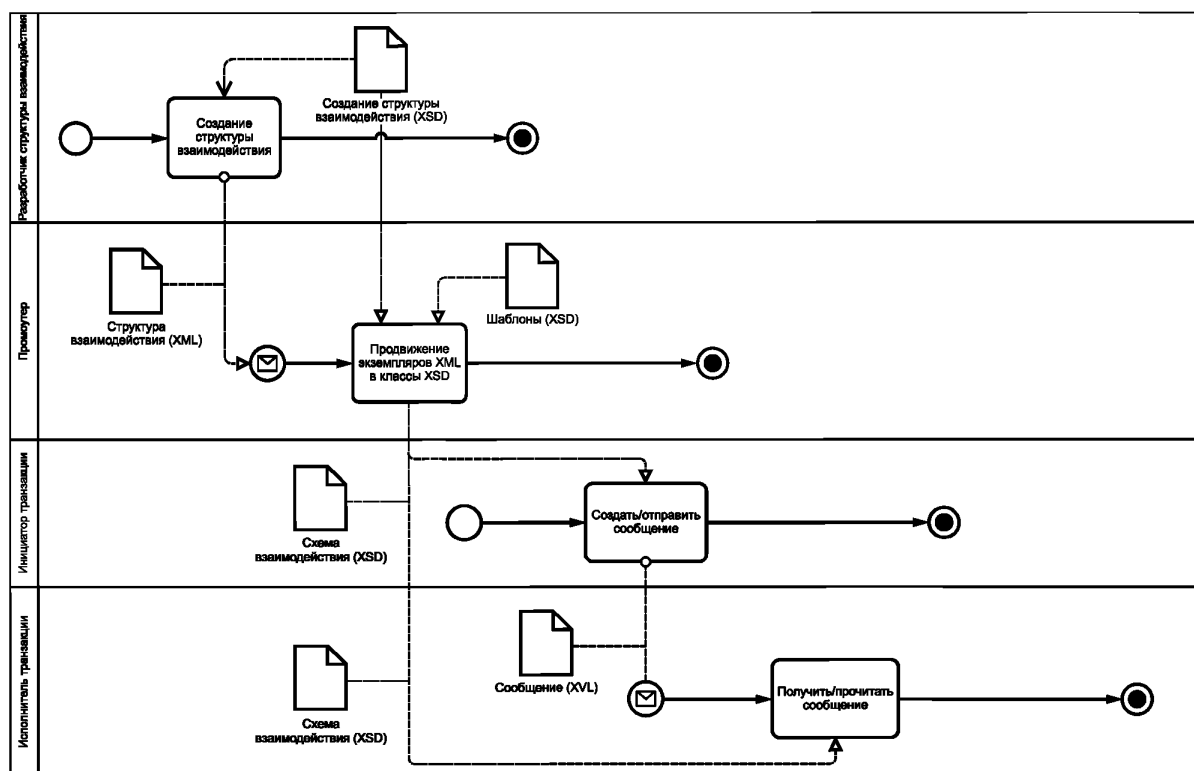 Разработчик структуры взаимодействия
Создание
структуры
взаимодействия
Создание структуры
взаимодействия (XSD)
Промоутер
Структура
взаимодействия (XML)
Шаблоны (XSD)
Продвижение
экземпляров XML
в классы XSD
Инициатор транзакции
Схема
взаимодействия (XSD)
Создать/отправить
сообщение
Исполнитель транзакции
Схема
взаимодействия (XSD)
Сообщение (XVL)
Получить/прочитать
сообщение